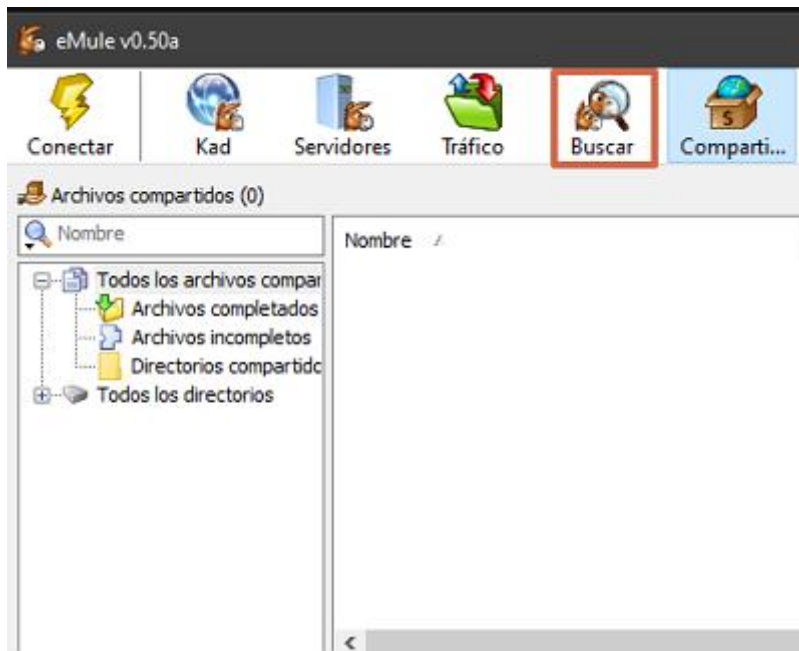 eMule v0.50a
Conectar Kad Servidores Tráfico Buscar Comparti...
Archivos compartidos (0)
Nombre
Nombre
Todos los archivos compar
Archivos completados
Archivos incompletos
Directorios compartidc
Todos los directorios